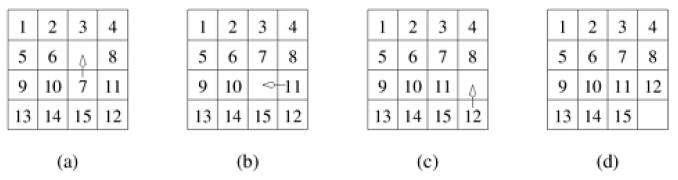 1 2 3 4
5 6 8
9 10 7 11
13 14 15 12
(a)
1 2 3 4
5 6 7 8
9 10 11
13 14 15 12
(b)
1 2 3 4
5 6 7 8
9 10 11
13 14 15 12
(c)
1 2 3 4
5 6 7 8
9 10 11 12
13 14 15
(d)